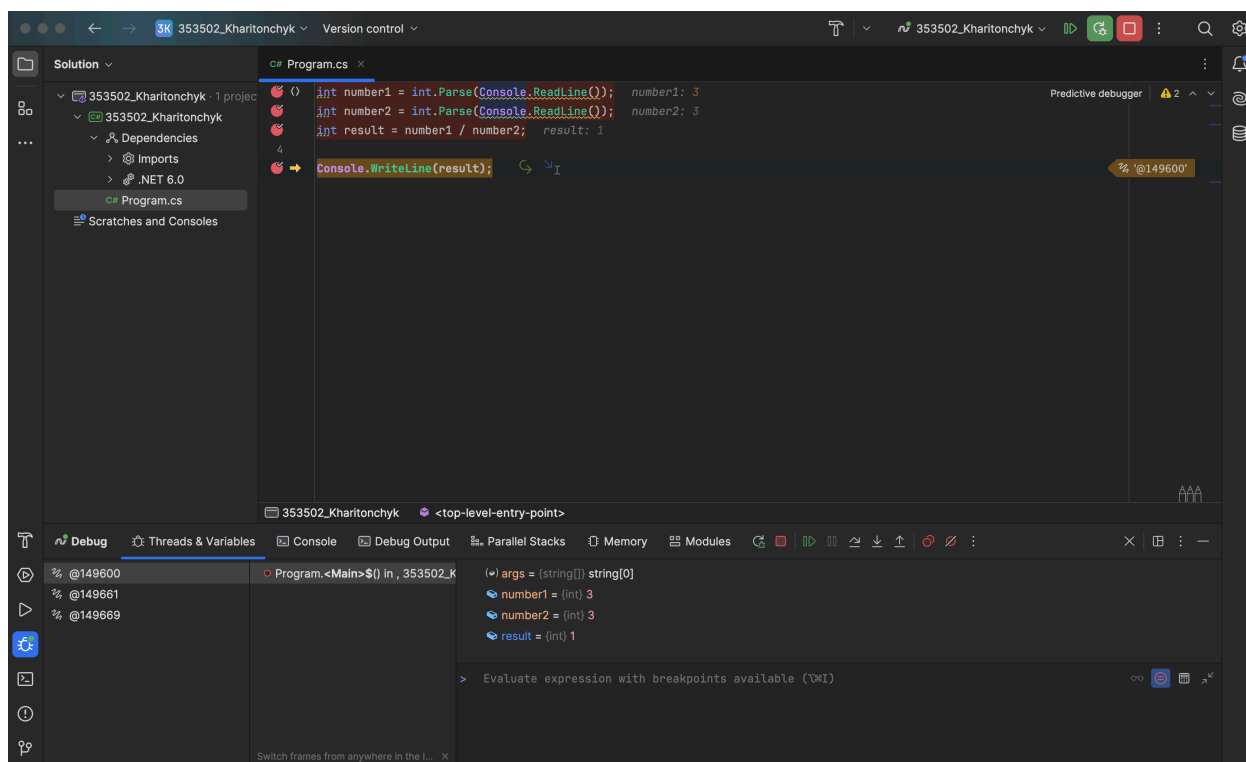 3K 353502_Kharitonchyk Version control 353502_Kharitonchyk
Solution
C# Program.cs
353502_Kharitonchyk · 1 projec
C# 353502_Kharitonchyk
Dependencies
Imports
.NET 6.0
C# Program.cs
Scratches and Consoles
int number1 = int.Parse(Console.ReadLine()); number1: 3
int number2 = int.Parse(Console.ReadLine()); number2: 3
int result = number1 / number2; result: 1
4
Console.WriteLine(result);
Predictive debugger 2
'@149600'
353502_Kharitonchyk <top-level-entry-point>
Debug Threads & Variables Console Debug Output Parallel Stacks Memory Modules
@149600
@149661
@149669
Program.<Main>$() in , 353502_K
args = {string[]} string[0]
number1 = {int} 3
number2 = {int} 3
result = {int} 1
> Evaluate expression with breakpoints available (⌥⌘I)
Switch frames from anywhere in the I...